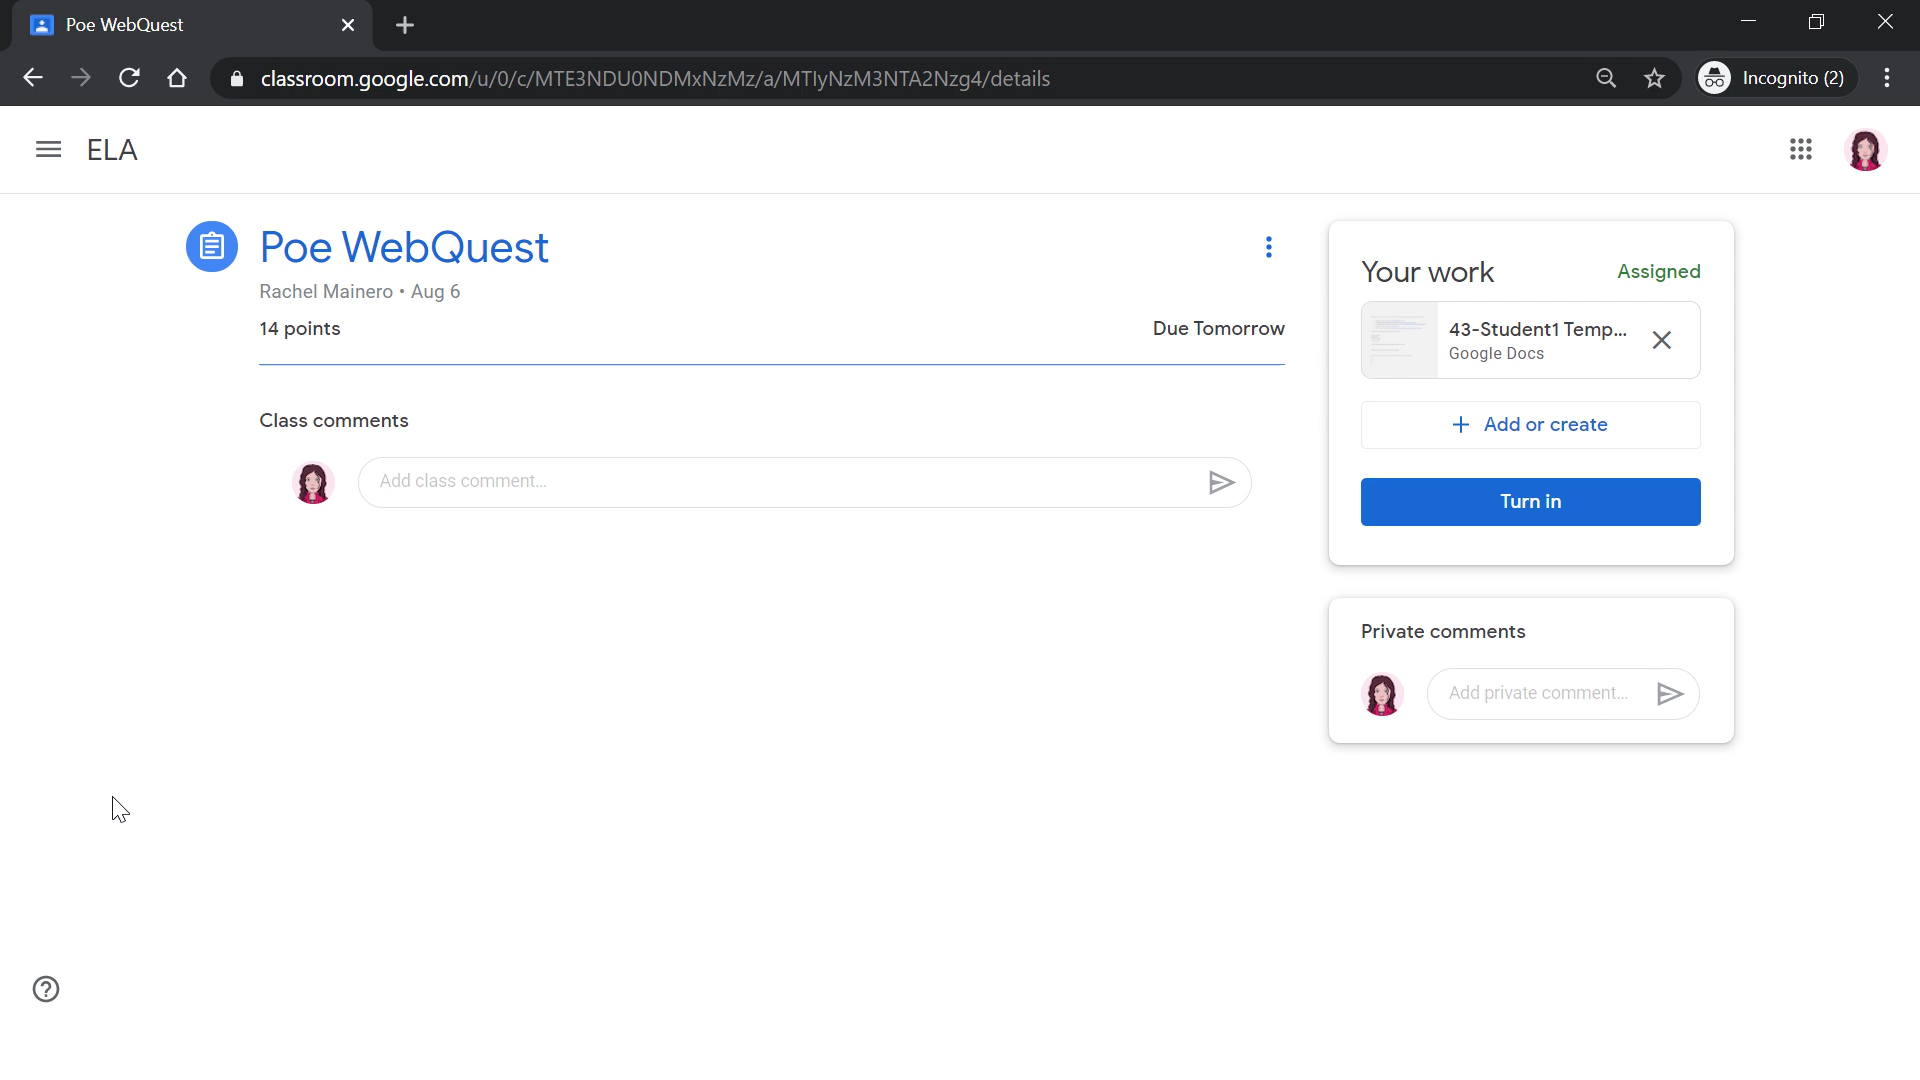 Poe WebQuest
classroom.google.com/u/0/c/MTE3NDU0NDMxNzMz/a/MTIyNzM3NTA2Nzg4/details
Incognito (2)
ELA
Poe WebQuest
Rachel Mainero • Aug 6
14 points
Due Tomorrow
Class comments
Add class comment...
Your work
Assigned
43-Student1 Temp...
Google Docs
+ Add or create
Turn in
Private comments
Add private comment...